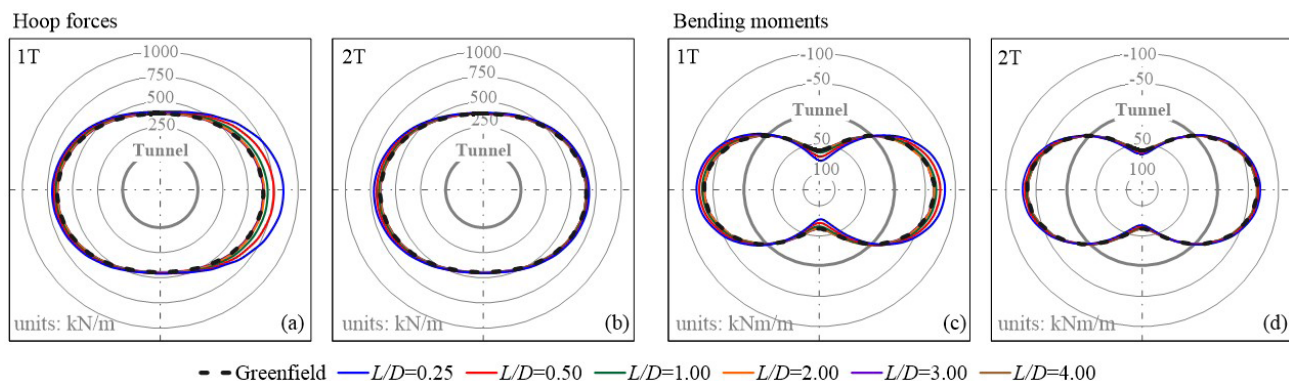 Hoop forces
Bending moments
1T
1000
750
500
250
Tunnel
units: kN/m
(a)
2T
1000
750
500
250
Tunnel
units: kN/m
(b)
1T
-100
-50
Tunnel
50
100
units: kNm/m
(c)
2T
-100
-50
Tunnel
50
100
units: kNm/m
(d)
Greenfield L/D=0.25 L/D=0.50 L/D=1.00 L/D=2.00 L/D=3.00 L/D=4.00